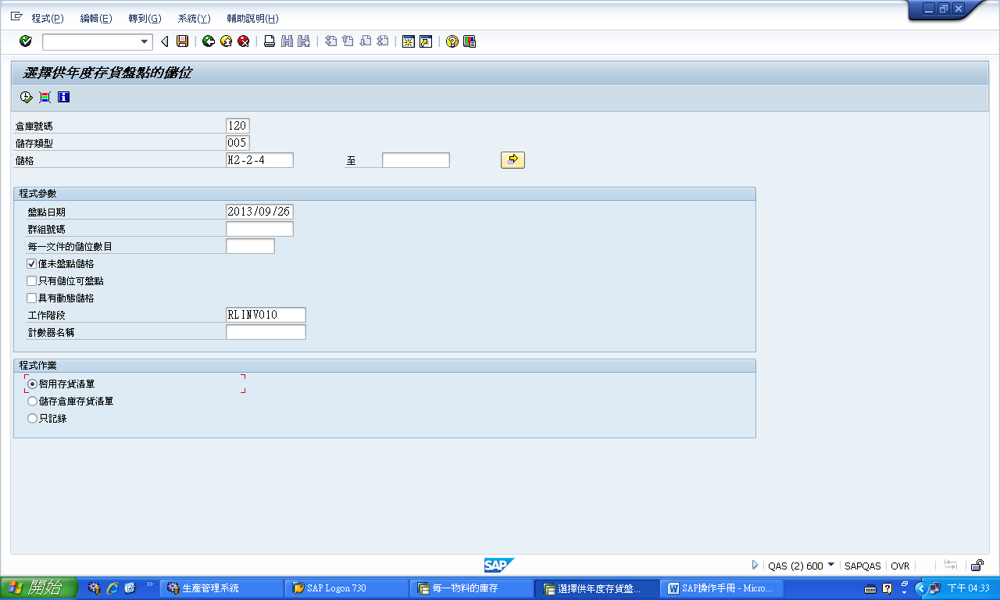 程式(P) 編輯(E) 轉到(G) 系統(Y) 輔助說明(H)
選擇供年度存貨盤點的儲位
倉庫號碼 120
儲存類型 005
儲格 H2-2-4 至
程式參數
盤點日期 2013/09/26
群組號碼
每一文件的儲位數目
僅未盤點儲格
只有儲位可盤點
具有動態儲格
工作階段 RLINV010
計數器名稱
程式作業
啓用存貨清單
儲存倉庫存貨清單
只記錄
SAP QAS (2) 600 SAPQAS OVR
開始 生產管理系統 SAP Logon 730 每一物料的庫存 選擇供年度存貨盤... SAP操作手冊 - Micro... 下午 04:33